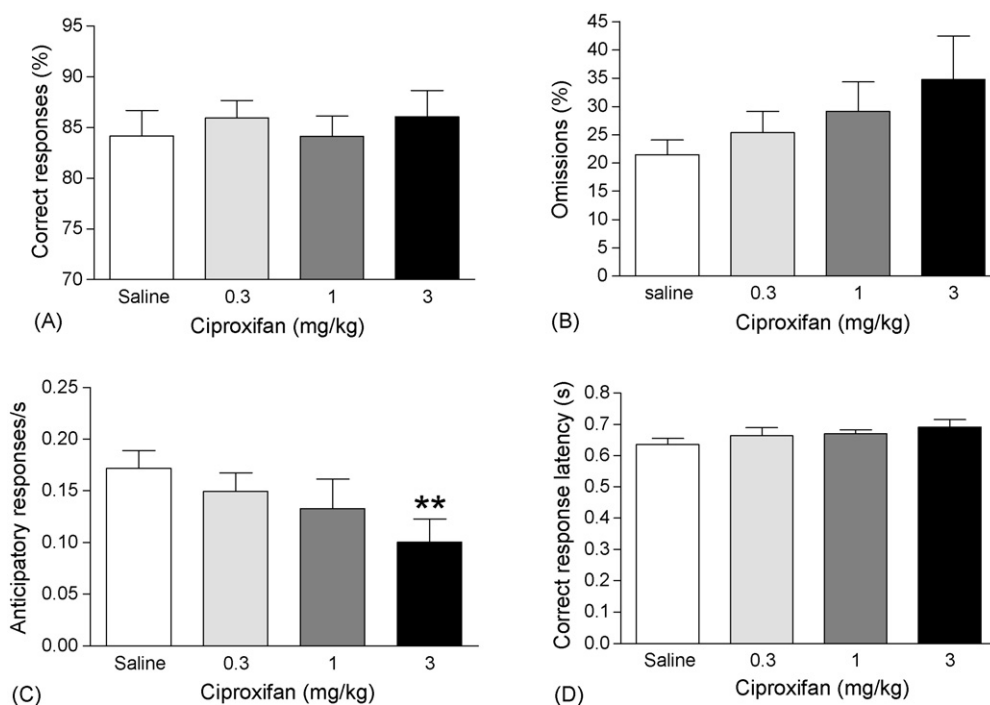 Correct responses (%)
95
90
85
80
75
70
Saline 0.3 1 3
(A) Ciproxifan (mg/kg)
Omissions (%)
45
40
35
30
25
20
15
10
5
0
saline 0.3 1 3
(B) Ciproxifan (mg/kg)
Anticipatory responses/s
0.25
0.20
0.15
0.10
0.05
0.00
**
Saline 0.3 1 3
(C) Ciproxifan (mg/kg)
Correct response latency (s)
0.8
0.7
0.6
0.5
0.4
0.3
0.2
0.1
0.0
Saline 0.3 1 3
(D) Ciproxifan (mg/kg)